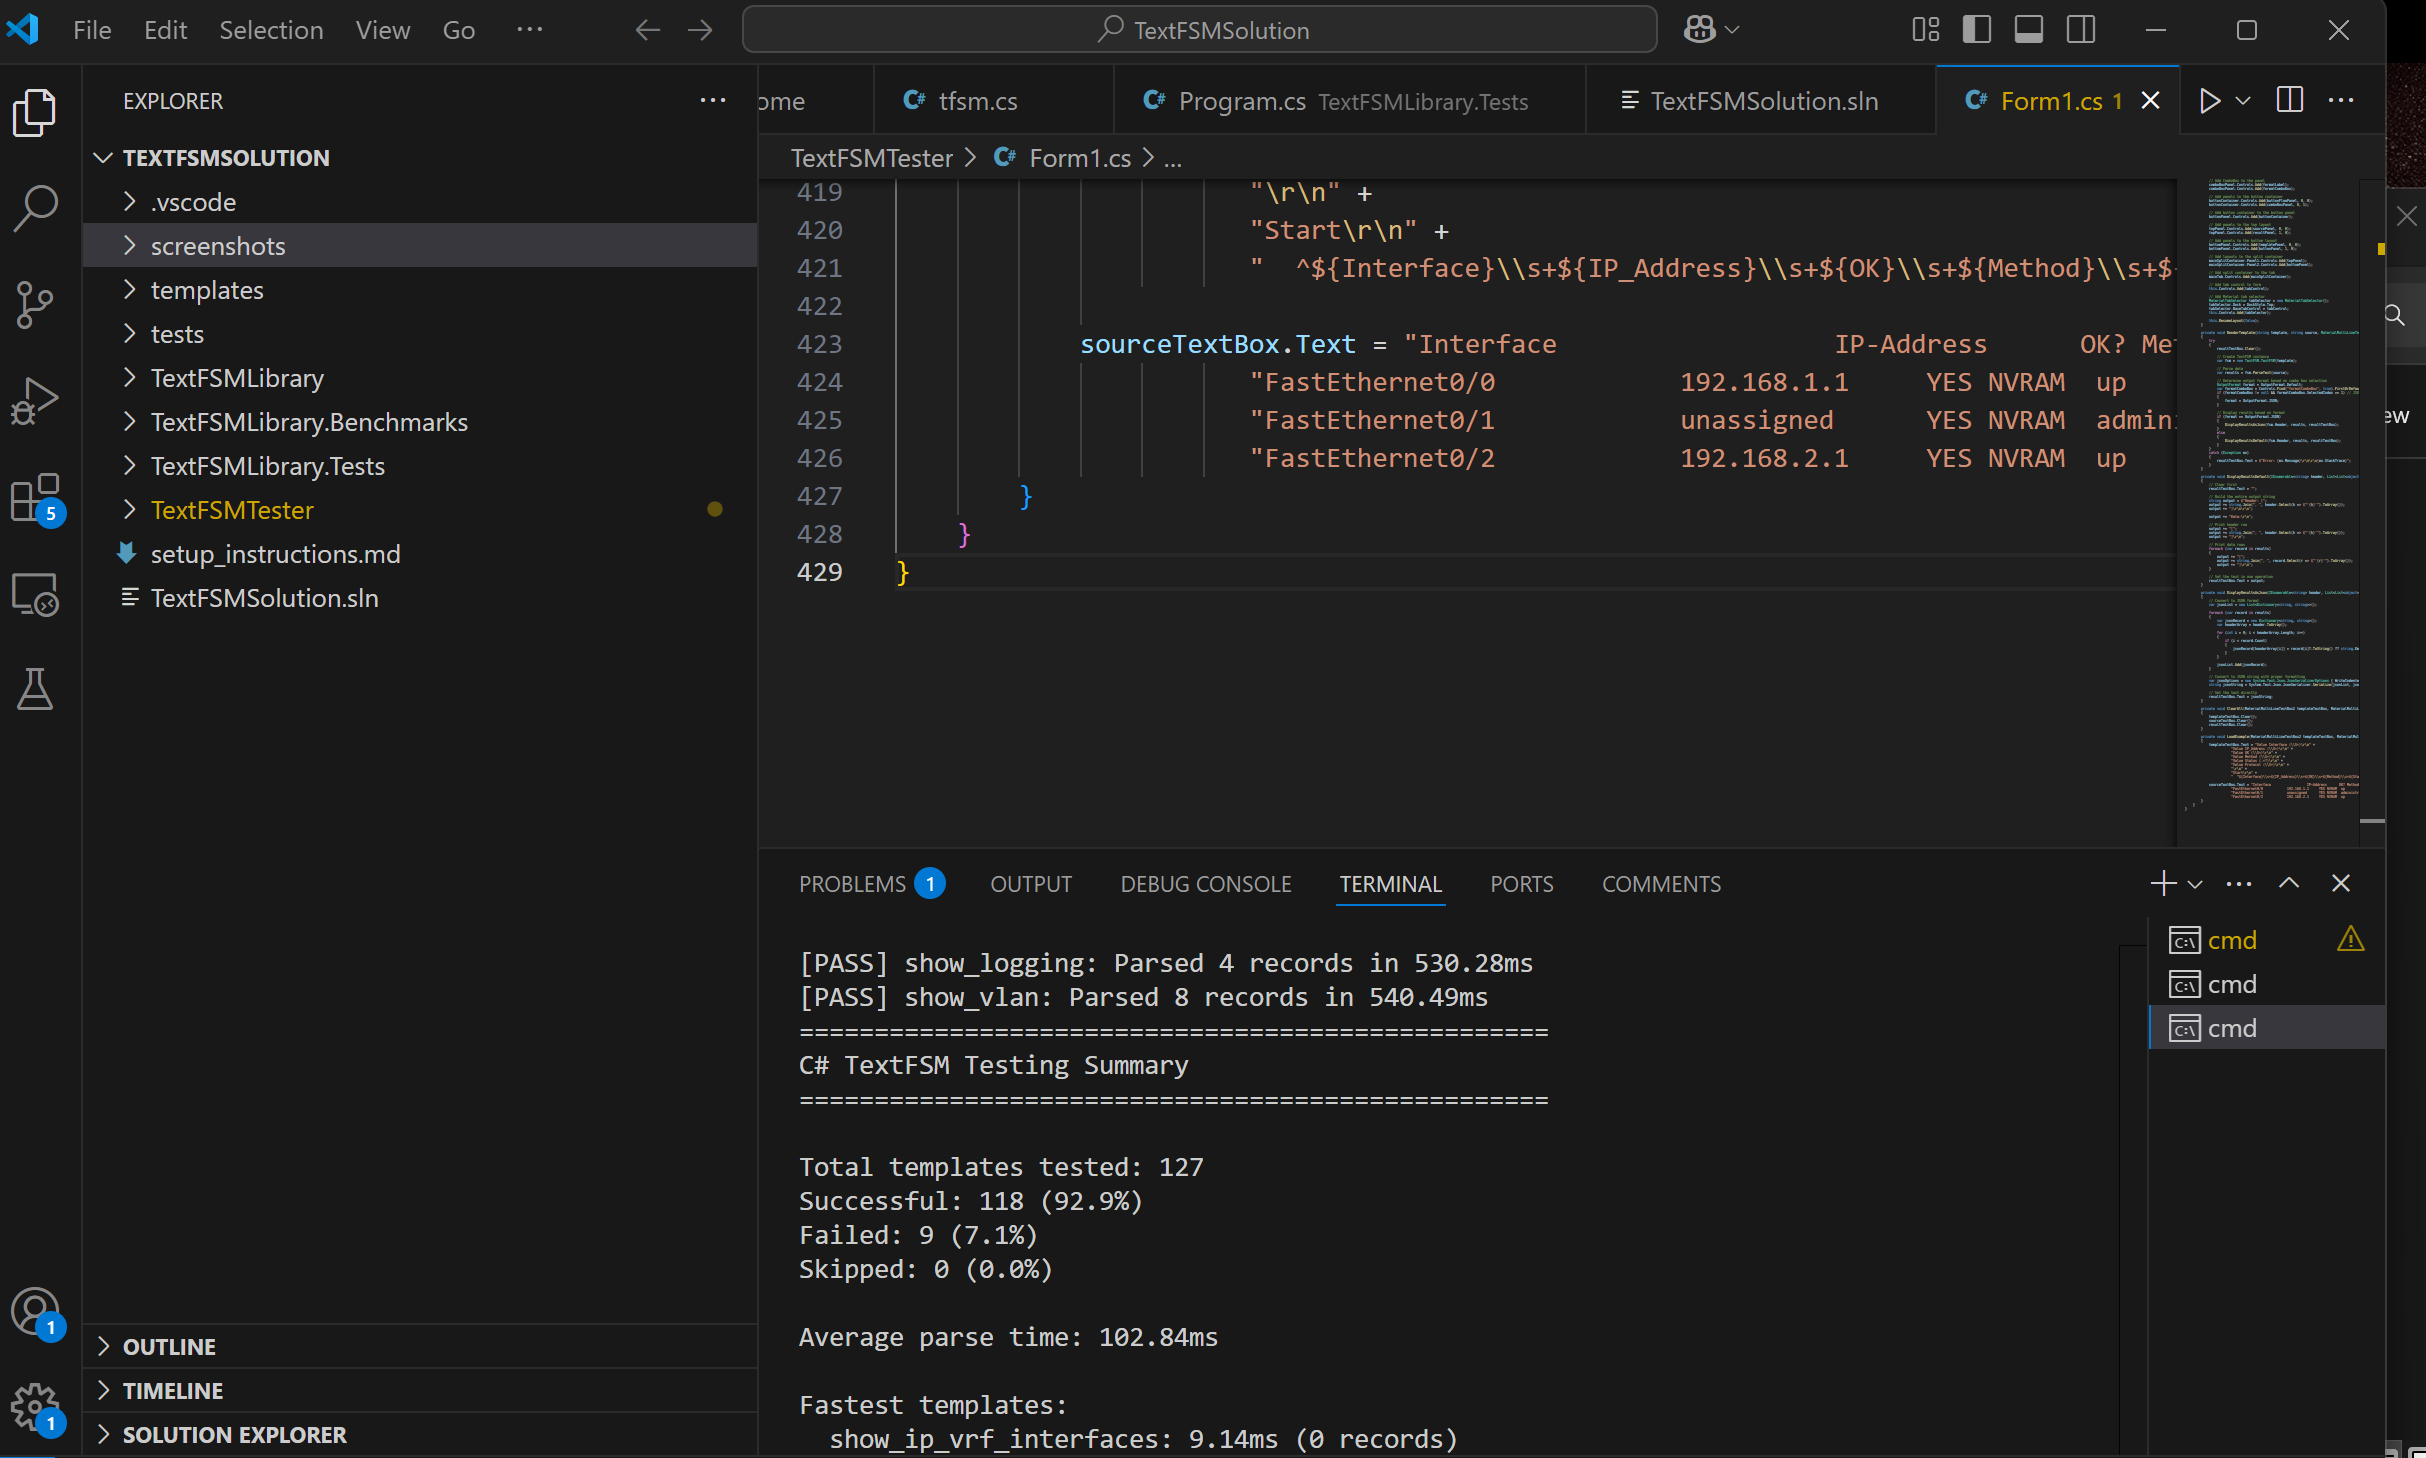 File Edit Selection View Go ···
TextFSMSolution
EXPLORER ···
TEXTFSMSOLUTION
.vscode
screenshots
templates
tests
TextFSMLibrary
TextFSMLibrary.Benchmarks
TextFSMLibrary.Tests
TextFSMTester
setup_instructions.md
TextFSMSolution.sln
OUTLINE
TIMELINE
SOLUTION EXPLORER
5
1
1
ome
tfsm.cs
Program.cs TextFSMLibrary.Tests
TextFSMSolution.sln
Form1.cs 1
TextFSMTester > Form1.cs > ...
419 "\r\n" +
420 "Start\r\n" +
421 "  ^${Interface}\\s+${IP_Address}\\s+${OK}\\s+${Method}\\s+$
422
423 sourceTextBox.Text = "Interface                  IP-Address      OK? Met
424 "FastEthernet0/0            192.168.1.1     YES NVRAM  up
425 "FastEthernet0/1            unassigned      YES NVRAM  admini
426 "FastEthernet0/2            192.168.2.1     YES NVRAM  up
427 }
428 }
429 }
ew
PROBLEMS 1 OUTPUT DEBUG CONSOLE TERMINAL PORTS COMMENTS
[PASS] show_logging: Parsed 4 records in 530.28ms
[PASS] show_vlan: Parsed 8 records in 540.49ms
==================================================
C# TextFSM Testing Summary
==================================================
Total templates tested: 127
Successful: 118 (92.9%)
Failed: 9 (7.1%)
Skipped: 0 (0.0%)
Average parse time: 102.84ms
Fastest templates:
  show_ip_vrf_interfaces: 9.14ms (0 records)
cmd
cmd
cmd